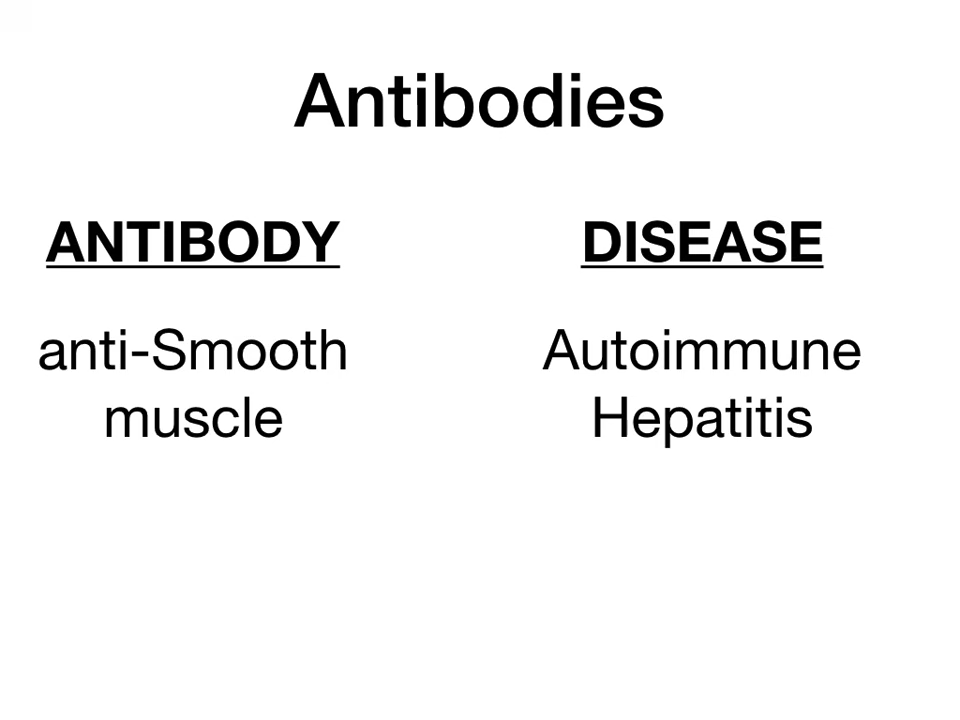 Antibodies
ANTIBODY
DISEASE
anti-Smooth
muscle
Autoimmune
Hepatitis